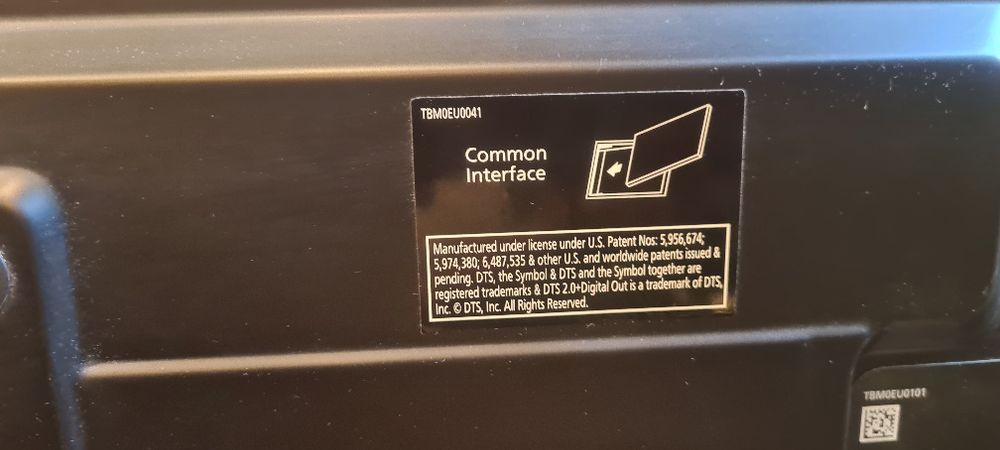 TBM0EU0041
Common
Interface
Manufactured under license under U.S. Patent Nos: 5,956,674;
5,974,380; 6,487,535 & other U.S. and worldwide patents issued &
pending. DTS, the Symbol & DTS and the Symbol together are
registered trademarks & DTS 2.0+Digital Out is a trademark of DTS,
Inc. © DTS, Inc. All Rights Reserved.
TBM0EU0101